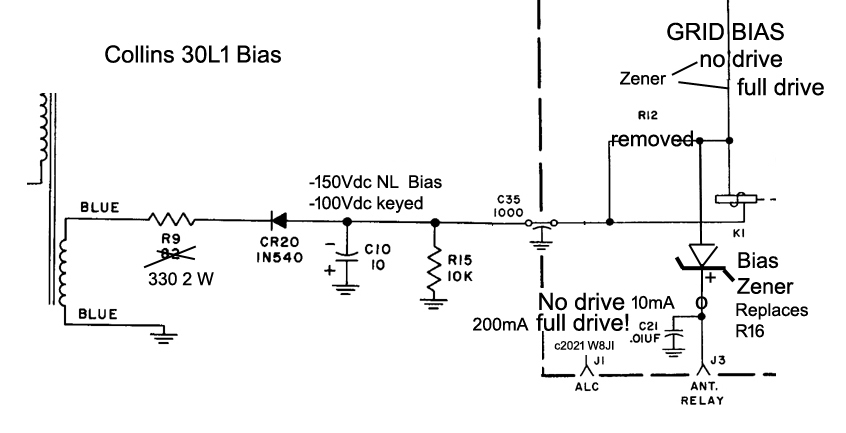 GRID BIAS
Collins 30L1 Bias
no drive
Zener
full drive
R12
removed
-150Vdc NL Bias
-100Vdc keyed
C35
1000
BLUE
R9
82
330 2 W
CR20
1N540
-
+
C10
10
R15
10K
K1
+
Bias
Zener
Replaces
R16
No drive 10mA
200mA full drive!
C21
.01UF
c2021 W8JI
BLUE
J1
ALC
J3
ANT.
RELAY